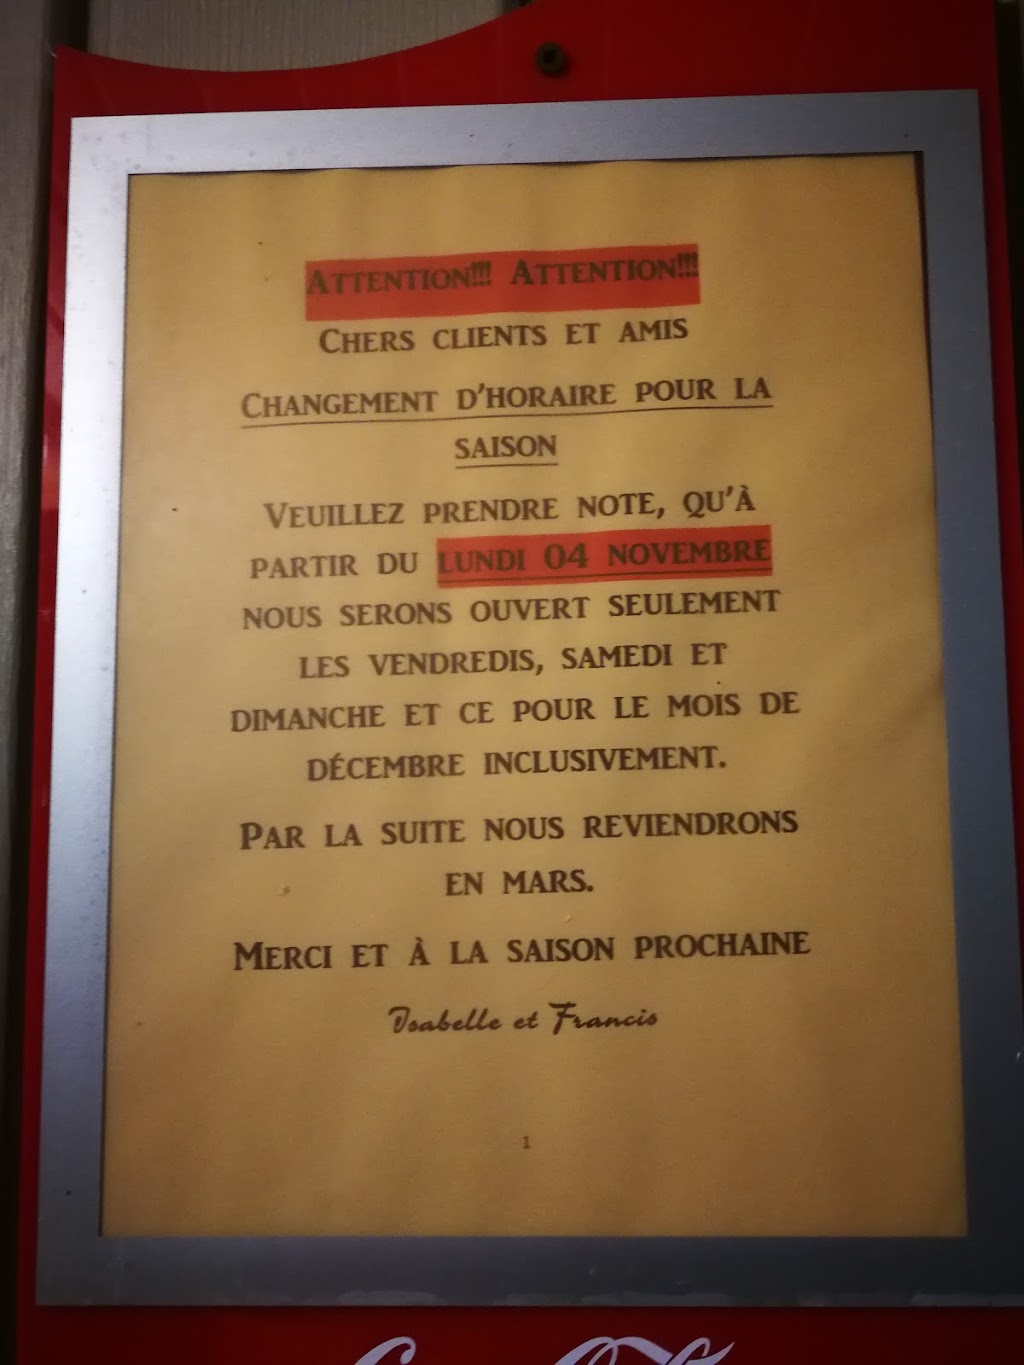 ATTENTION!!! ATTENTION!!!
CHERS CLIENTS ET AMIS
CHANGEMENT D'HORAIRE POUR LA
SAISON
VEUILLEZ PRENDRE NOTE, QU'À
PARTIR DU LUNDI 04 NOVEMBRE
NOUS SERONS OUVERT SEULEMENT
LES VENDREDIS, SAMEDI ET
DIMANCHE ET CE POUR LE MOIS DE
DÉCEMBRE INCLUSIVEMENT.
PAR LA SUITE NOUS REVIENDRONS
EN MARS.
MERCI ET À LA SAISON PROCHAINE
Isabelle et Francis
1